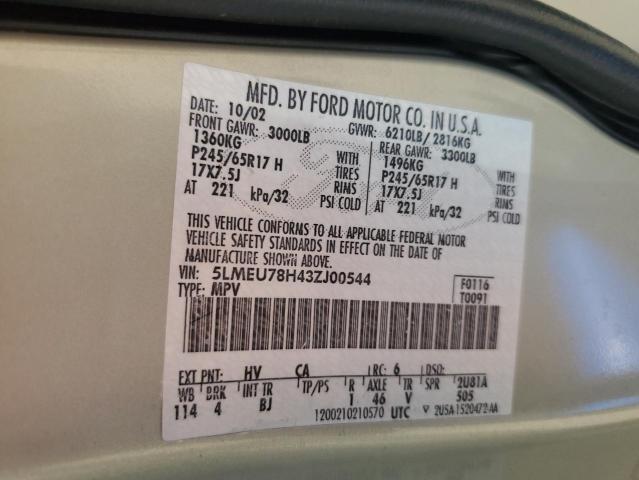 MFD. BY FORD MOTOR CO. IN U.S.A.
DATE: 10/02 GVWR: 6210LB/ 2816KG
FRONT GAWR: 3000LB REAR GAWR: 3300LB
1360KG WITH 1496KG WITH
P245/65R17 H TIRES P245/65R17 H TIRES
17X7.5J RIMS 17X7.5J RIMS
AT 221 kPa/32 PSI COLD AT 221 kPa/32 PSI COLD
THIS VEHICLE CONFORMS TO ALL APPLICABLE FEDERAL MOTOR
VEHICLE SAFETY STANDARDS IN EFFECT ON THE DATE OF
MANUFACTURE SHOWN ABOVE.
VIN: 5LMEU78H43ZJ00544 F0116
TYPE: MPV T0091
EXT PNT: HV CA RC: 6 DSO:
WB BRK INT TR TP/PS R AXLE TR SPR 2U81A
114 4 BJ 1 46 V 505
1200210210570 UTC 2U5A-1520472-AA